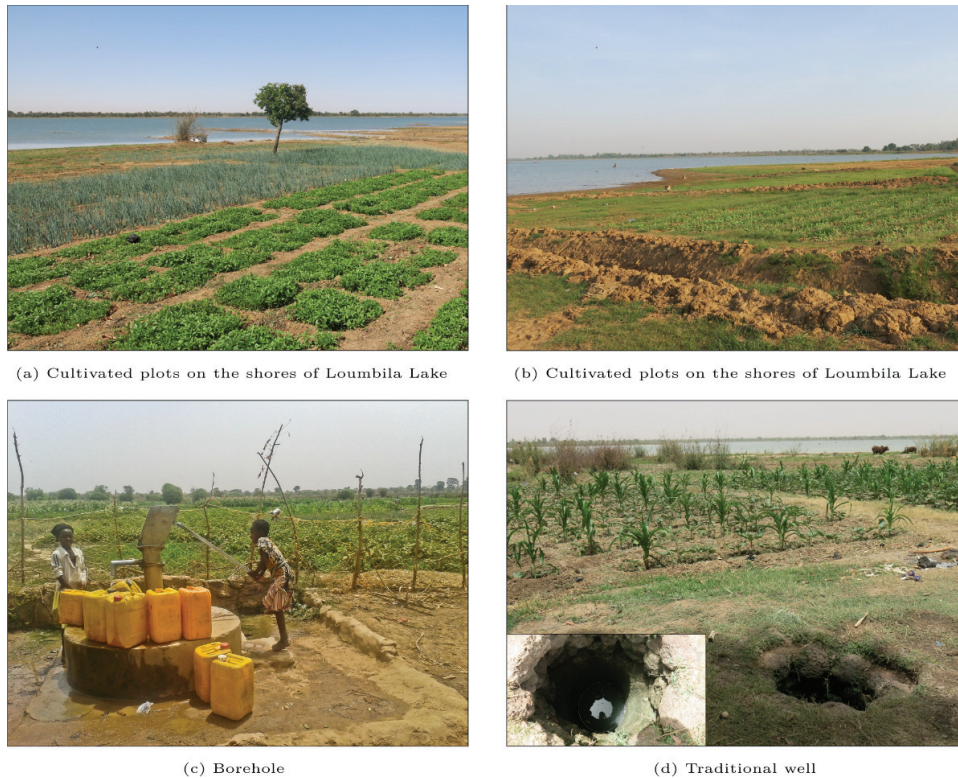 (a) Cultivated plots on the shores of Loumbila Lake
(b) Cultivated plots on the shores of Loumbila Lake
(c) Borehole
(d) Traditional well